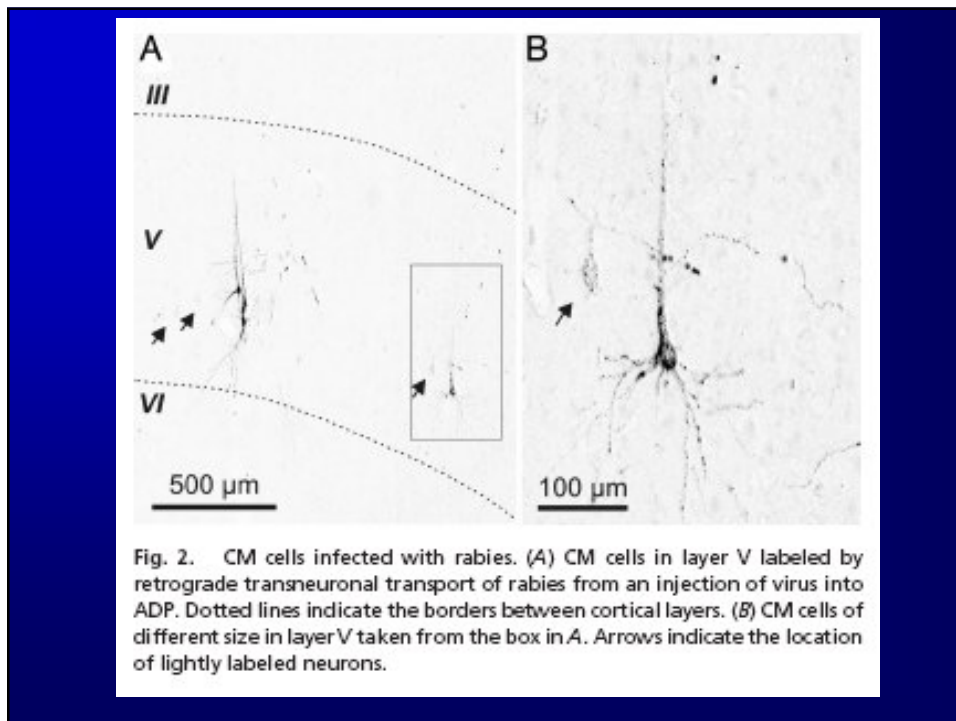 A
B
III
V
VI
500 µm
100 µm
Fig. 2. CM cells infected with rabies. (A) CM cells in layer V labeled by
retrograde transneuronal transport of rabies from an injection of virus into
ADP. Dotted lines indicate the borders between cortical layers. (B) CM cells of
different size in layer V taken from the box in A. Arrows indicate the location
of lightly labeled neurons.